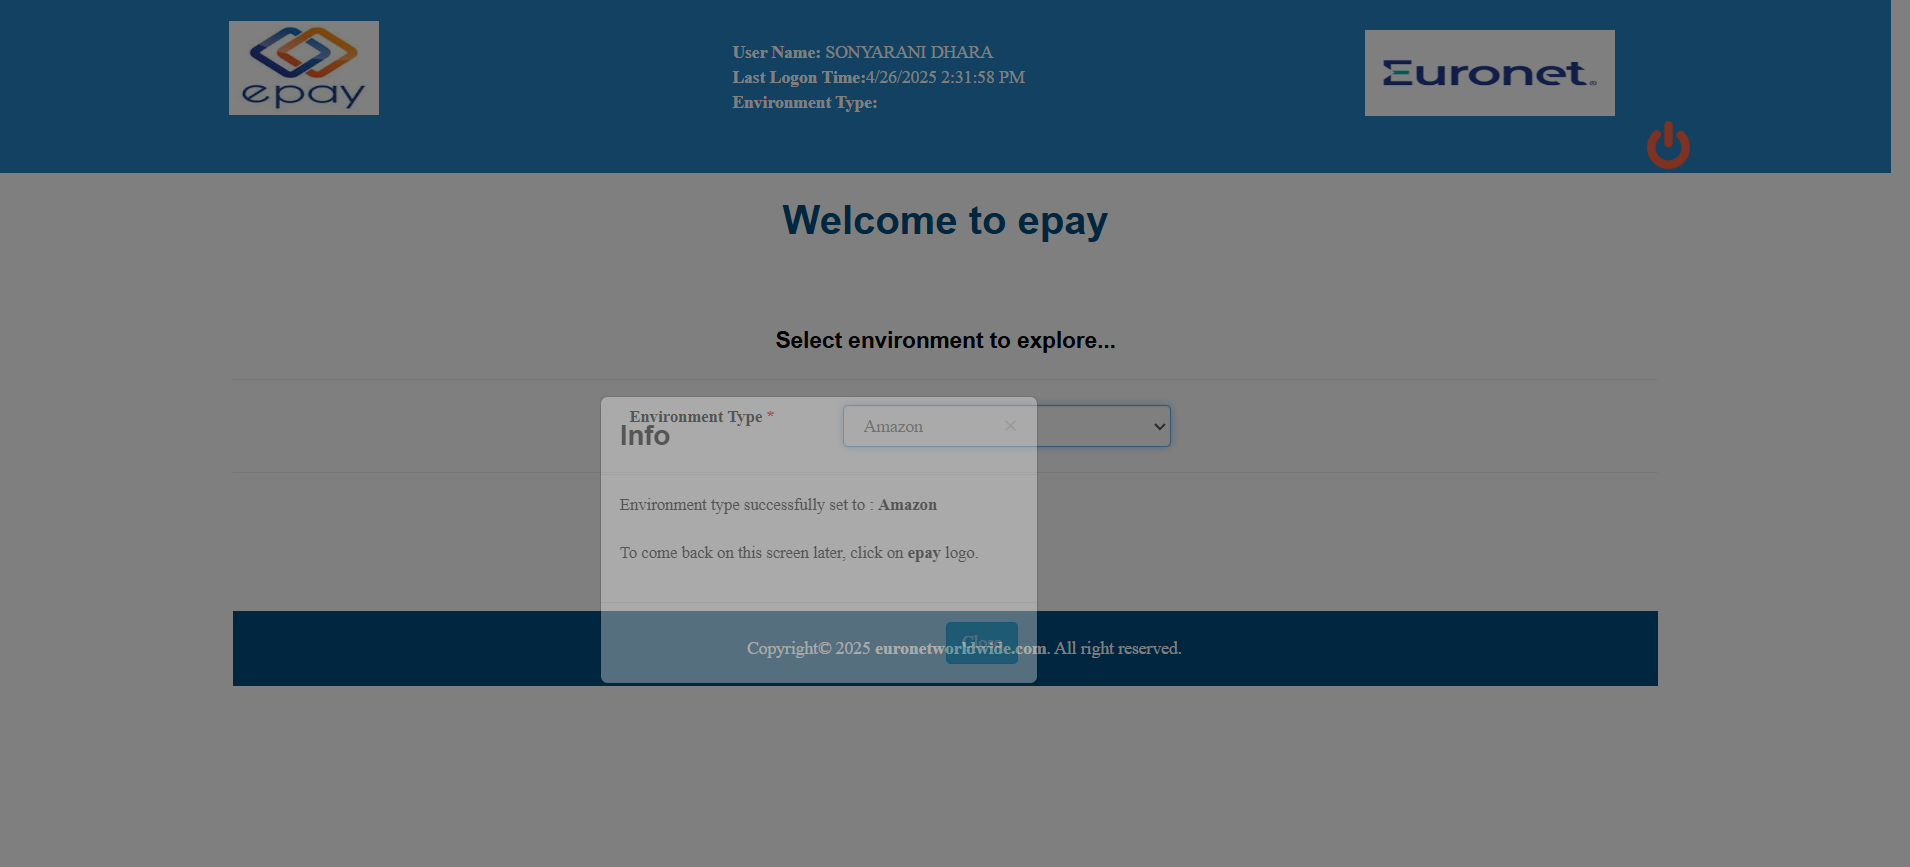 epay
User Name: SONYARANI DHARA
Last Logon Time:4/26/2025 2:31:58 PM
Environment Type:
Euronet
Welcome to epay
Select environment to explore...
Environment Type *
Amazon
Info
×
Environment type successfully set to : Amazon
To come back on this screen later, click on epay logo.
Close
Copyright© 2025 euronetworldwide.com. All right reserved.